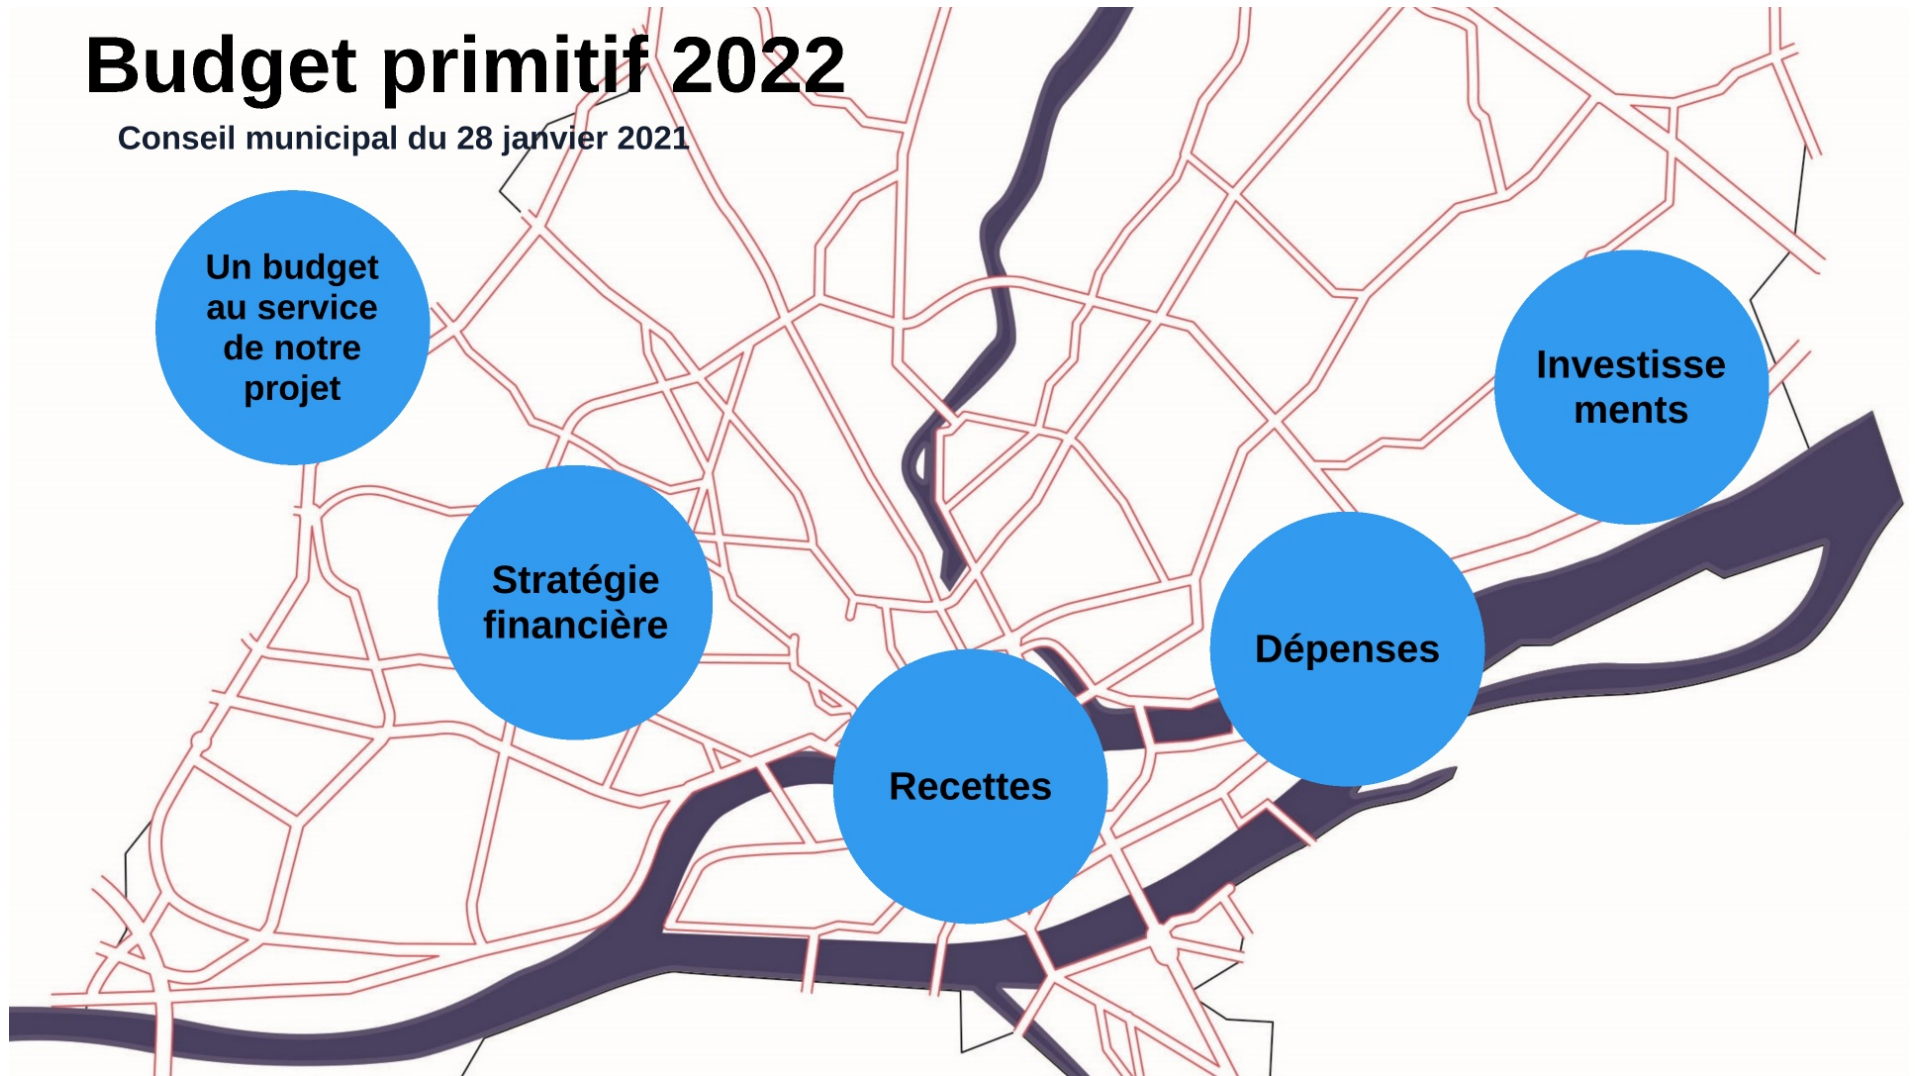 Budget primitif 2022
Conseil municipal du 28 janvier 2021
Un budget
au service
de notre
projet
Stratégie
financière
Recettes
Dépenses
Investisse
ments